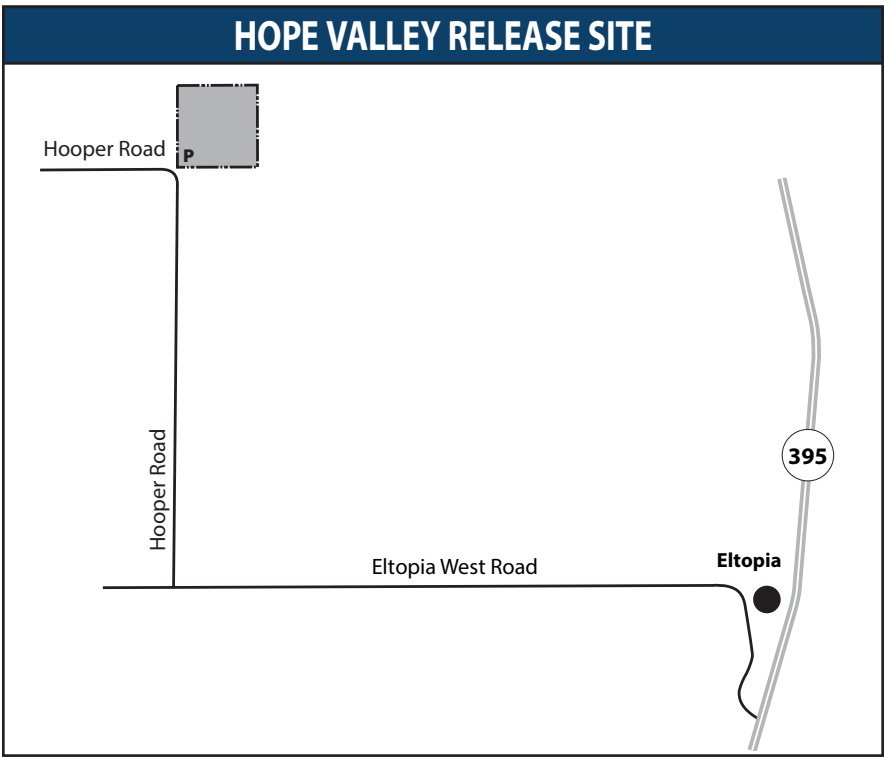 HOPE VALLEY RELEASE SITE
Hooper Road
P
395
Hooper Road
Eltopia
Eltopia West Road